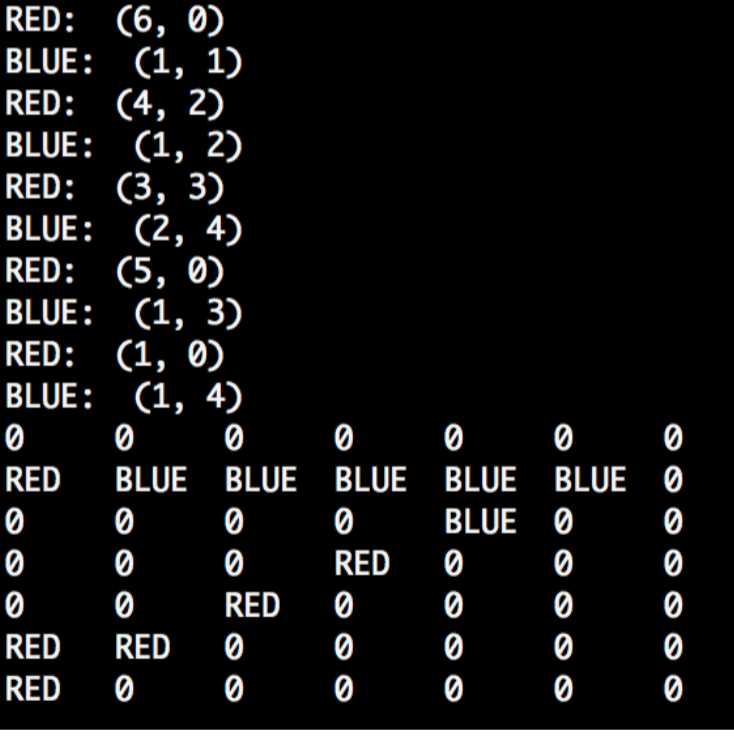 RED:  (6, 0)
BLUE:  (1, 1)
RED:  (4, 2)
BLUE:  (1, 2)
RED:  (3, 3)
BLUE:  (2, 4)
RED:  (5, 0)
BLUE:  (1, 3)
RED:  (1, 0)
BLUE:  (1, 4)
0 0 0 0 0 0 0
RED BLUE BLUE BLUE BLUE BLUE 0
0 0 0 0 BLUE 0 0
0 0 0 RED 0 0 0
0 0 RED 0 0 0 0
RED RED 0 0 0 0 0
RED 0 0 0 0 0 0